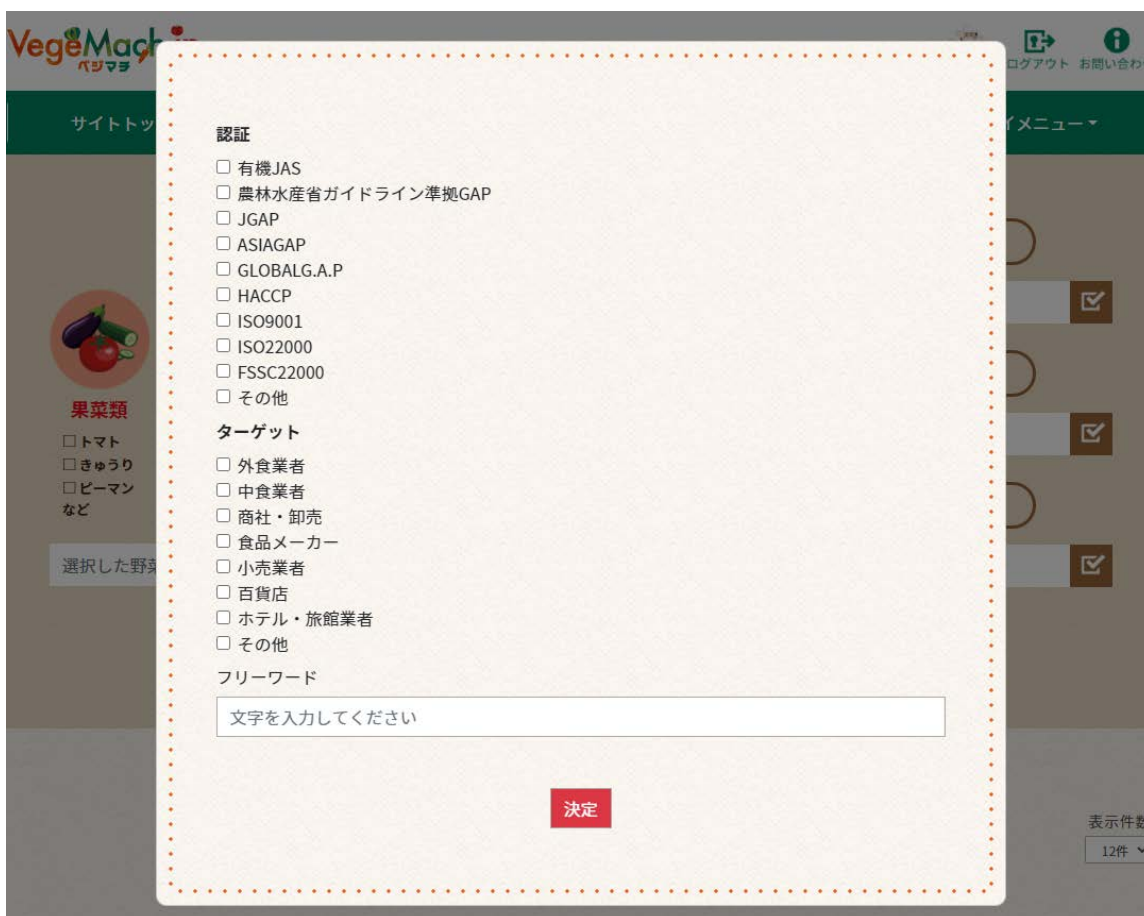 VegeMach
ベジマチ
ログアウト
お問い合わ
サイトトッ
イメニュー
認証
有機JAS
農林水産省ガイドライン準拠GAP
JGAP
ASIAGAP
GLOBALG.A.P
HACCP
ISO9001
ISO22000
FSSC22000
その他
ターゲット
外食業者
中食業者
商社・卸売
食品メーカー
小売業者
百貨店
ホテル・旅館業者
その他
フリーワード
文字を入力してください
決定
果菜類
トマト
きゅうり
ピーマン
など
選択した野菜
表示件数
12件